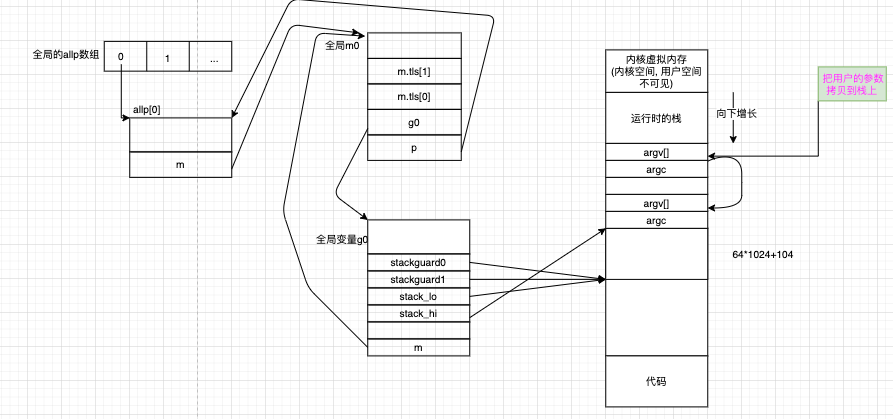 全局的allp数组
0
1
...
allp[0]
m
全局m0
m.tls[1]
m.tls[0]
g0
p
全局变量g0
stackguard0
stackguard1
stack_lo
stack_hi
m
内核虚拟内存
(内核空间, 用户空间
不可见)
运行时的栈
argv[]
argc
argv[]
argc
代码
向下增长
把用户的参数
拷贝到栈上
64*1024+104